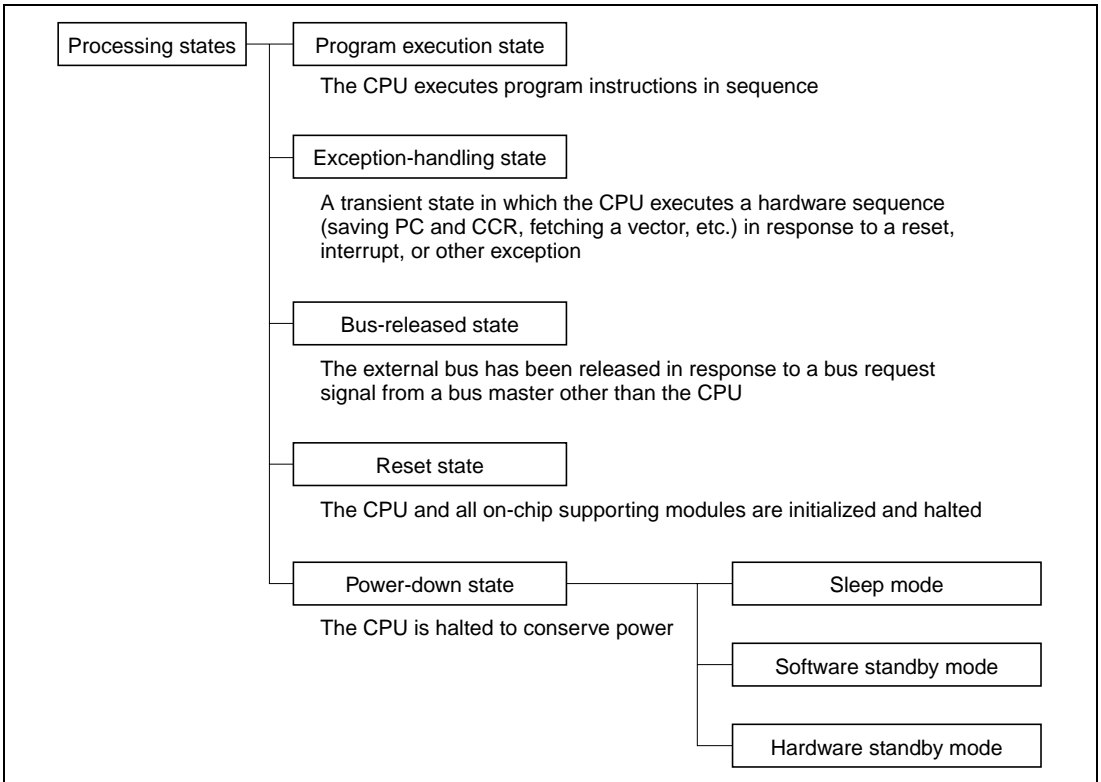 Processing states
Program execution state
The CPU executes program instructions in sequence
Exception-handling state
A transient state in which the CPU executes a hardware sequence
(saving PC and CCR, fetching a vector, etc.) in response to a reset,
interrupt, or other exception
Bus-released state
The external bus has been released in response to a bus request
signal from a bus master other than the CPU
Reset state
The CPU and all on-chip supporting modules are initialized and halted
Power-down state
Sleep mode
The CPU is halted to conserve power
Software standby mode
Hardware standby mode